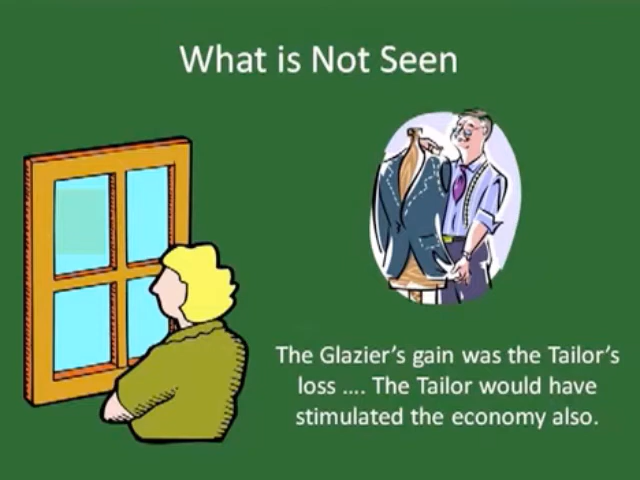 What is Not Seen
The Glazier's gain was the Tailor's
loss .... The Tailor would have
stimulated the economy also.